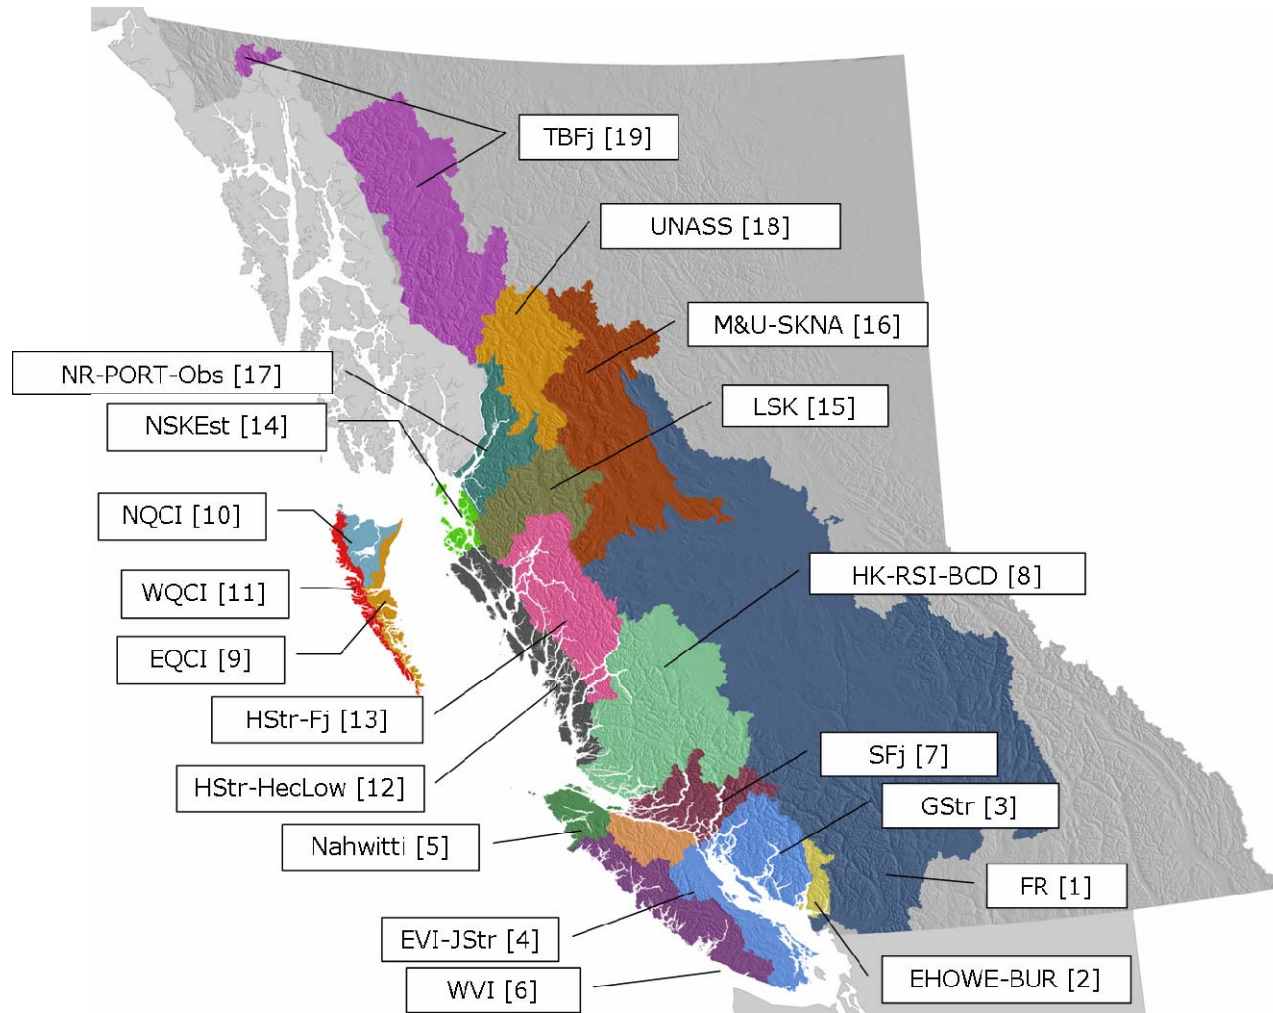 TBFj [19]
UNASS [18]
M&U-SKNA [16]
NR-PORT-Obs [17]
LSK [15]
NSKEst [14]
NQCI [10]
HK-RSI-BCD [8]
WQCI [11]
EQCI [9]
HStr-Fj [13]
SFj [7]
HStr-HecLow [12]
GStr [3]
Nahwitti [5]
FR [1]
EVI-JStr [4]
EHOWE-BUR [2]
WVI [6]